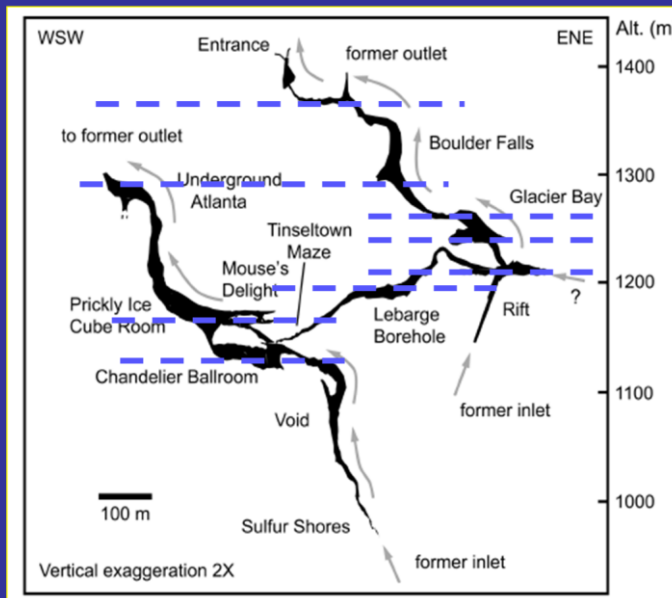 WSW
ENE
Alt. (m
Entrance
former outlet
1400
to former outlet
Boulder Falls
1300
Underground
Atlanta
Glacier Bay
Tinseltown
Maze
Mouse's
Delight
1200
?
Prickly Ice
Cube Room
Lebarge
Borehole
Rift
Chandelier Ballroom
1100
former inlet
Void
100 m
1000
Sulfur Shores
former inlet
Vertical exaggeration 2X